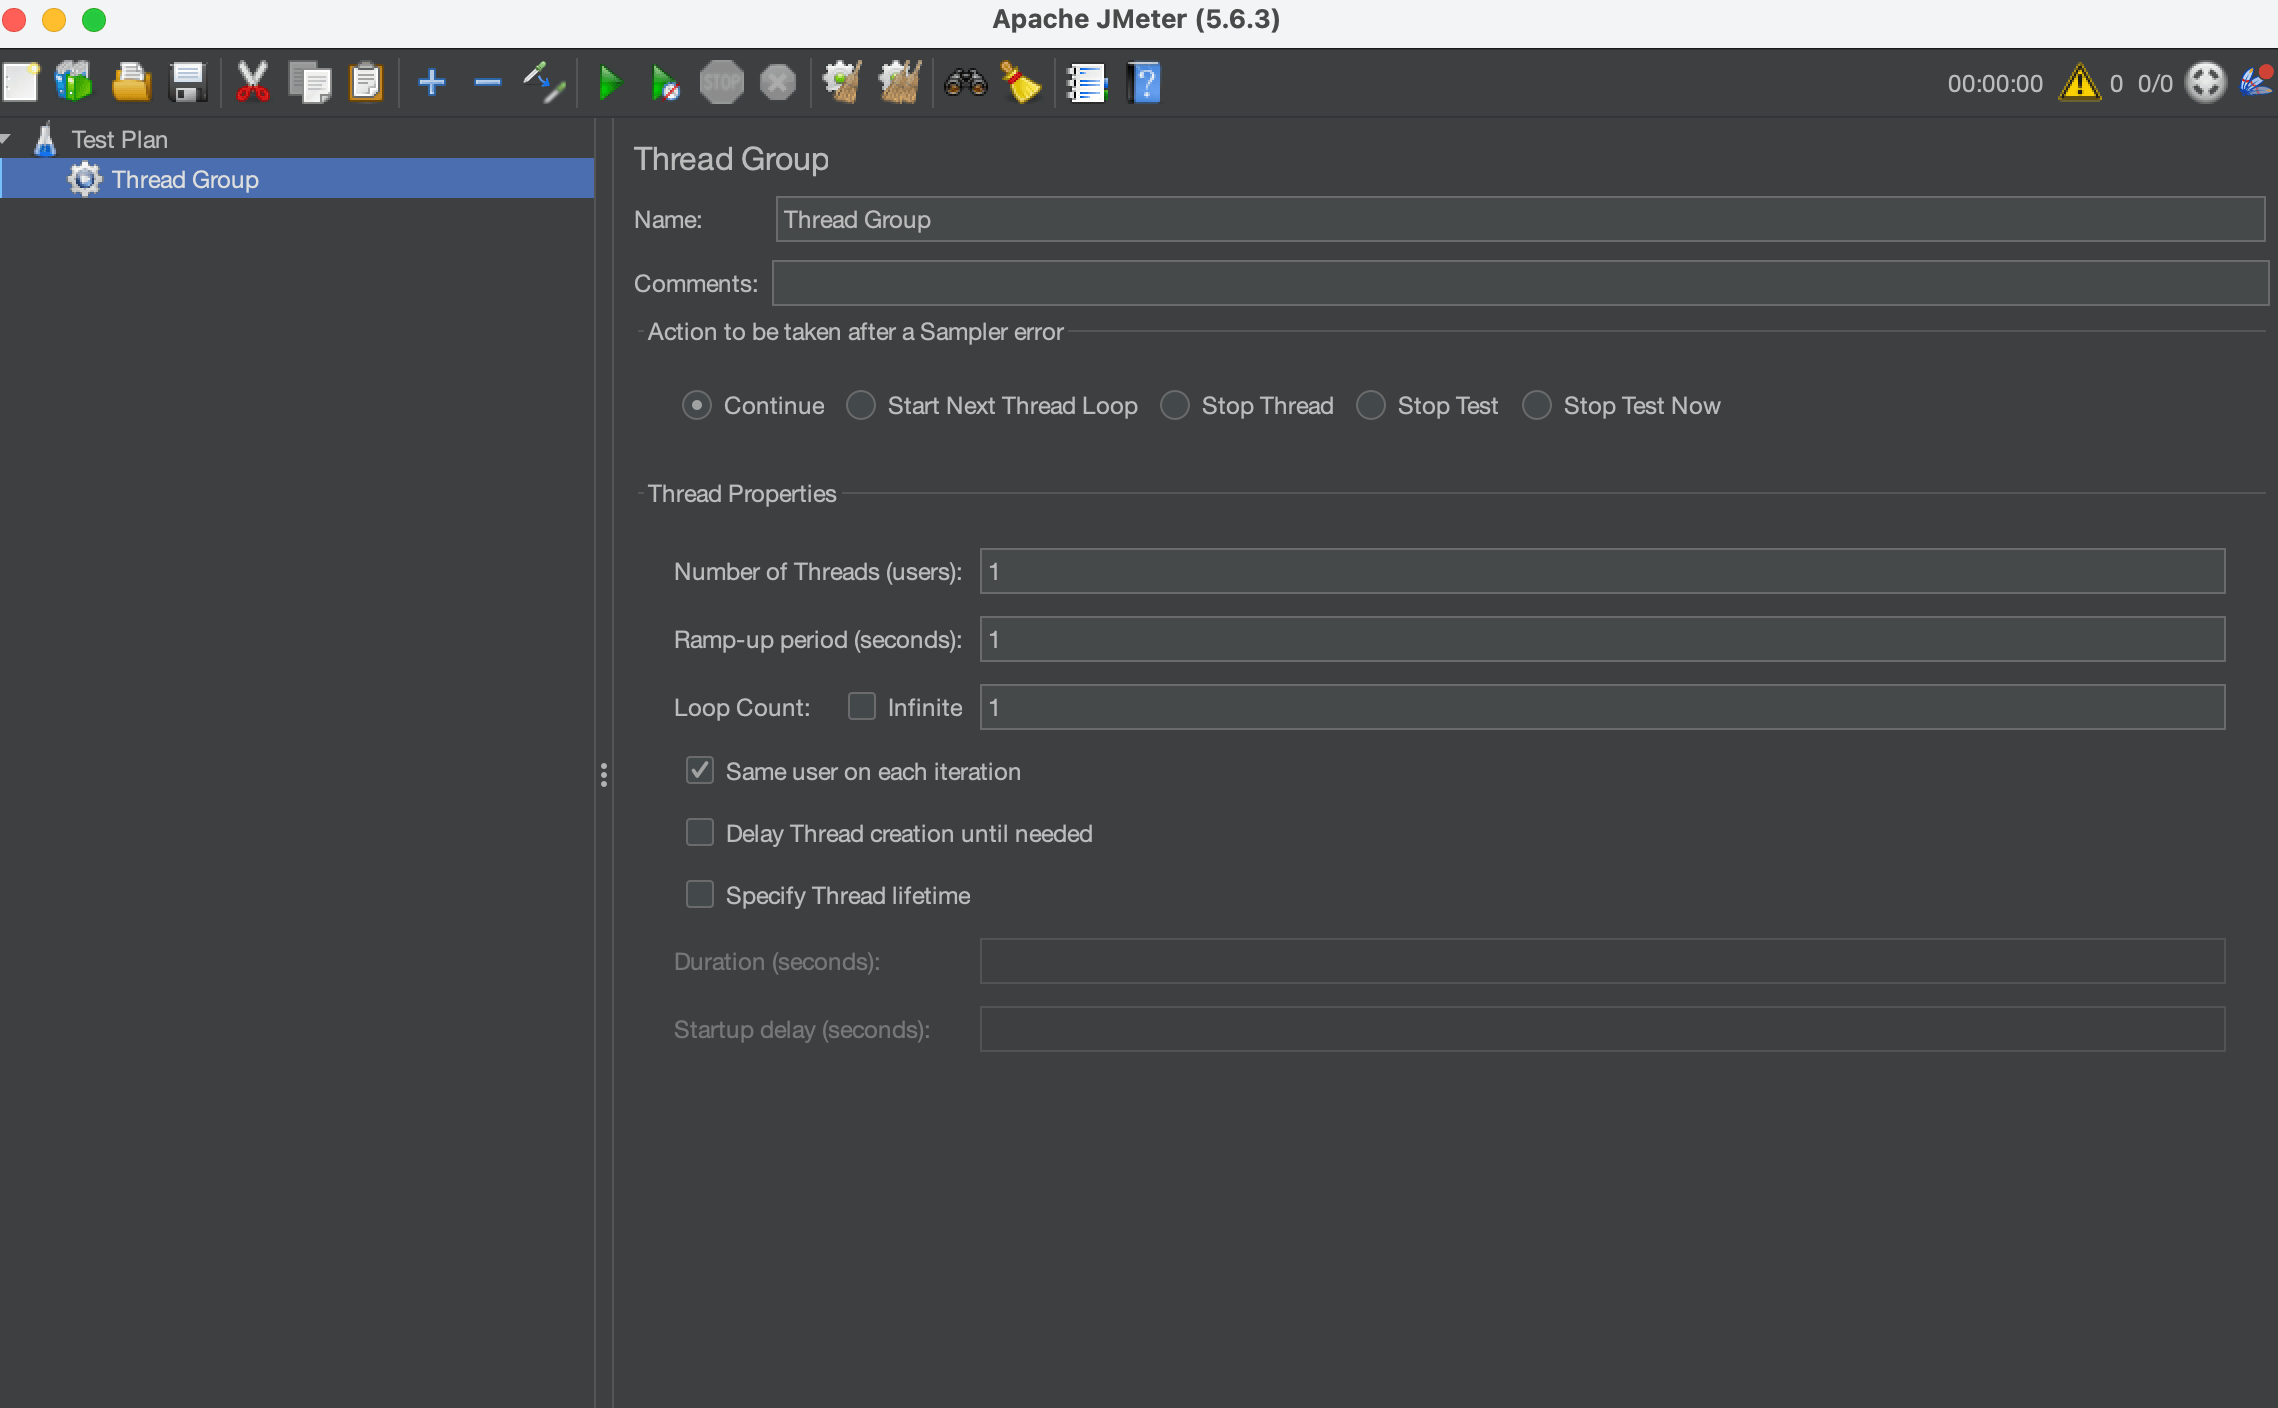 Apache JMeter (5.6.3)
STOP
00:00:00
0
0/0
Test Plan
Thread Group
Thread Group
Name:
Thread Group
Comments:
Action to be taken after a Sampler error
Continue
Start Next Thread Loop
Stop Thread
Stop Test
Stop Test Now
Thread Properties
Number of Threads (users):
1
Ramp-up period (seconds):
1
Loop Count:
Infinite
1
Same user on each iteration
Delay Thread creation until needed
Specify Thread lifetime
Duration (seconds):
Startup delay (seconds):